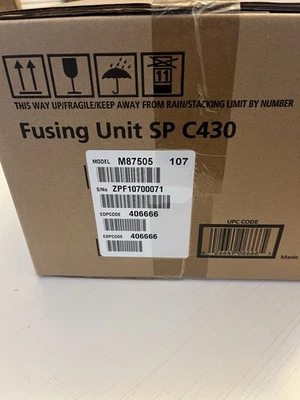 11
THIS WAY UP/FRAGILE/KEEP AWAY FROM RAIN/STACKING LIMIT BY NUMBER
Fusing Unit SP C430
MODEL M87505 107
S/No ZPF10700071
EDPCODE 406666
EDPCODE 406666
UPC CODE
Made